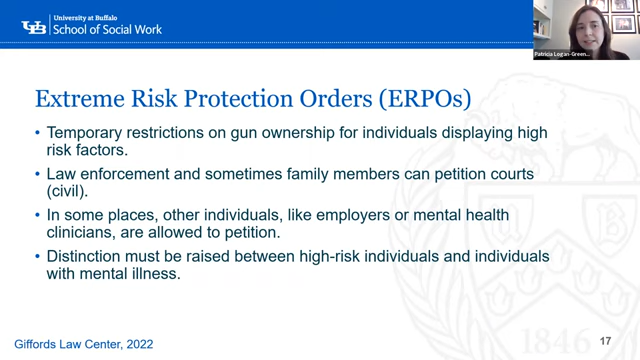 UB
University at Buffalo
School of Social Work
Patricia Logan-Green...
Extreme Risk Protection Orders (ERPOs)
• Temporary restrictions on gun ownership for individuals displaying high
risk factors.
• Law enforcement and sometimes family members can petition courts
(civil).
• In some places, other individuals, like employers or mental health
clinicians, are allowed to petition.
• Distinction must be raised between high-risk individuals and individuals
with mental illness.
U B
1846
Giffords Law Center, 2022
17